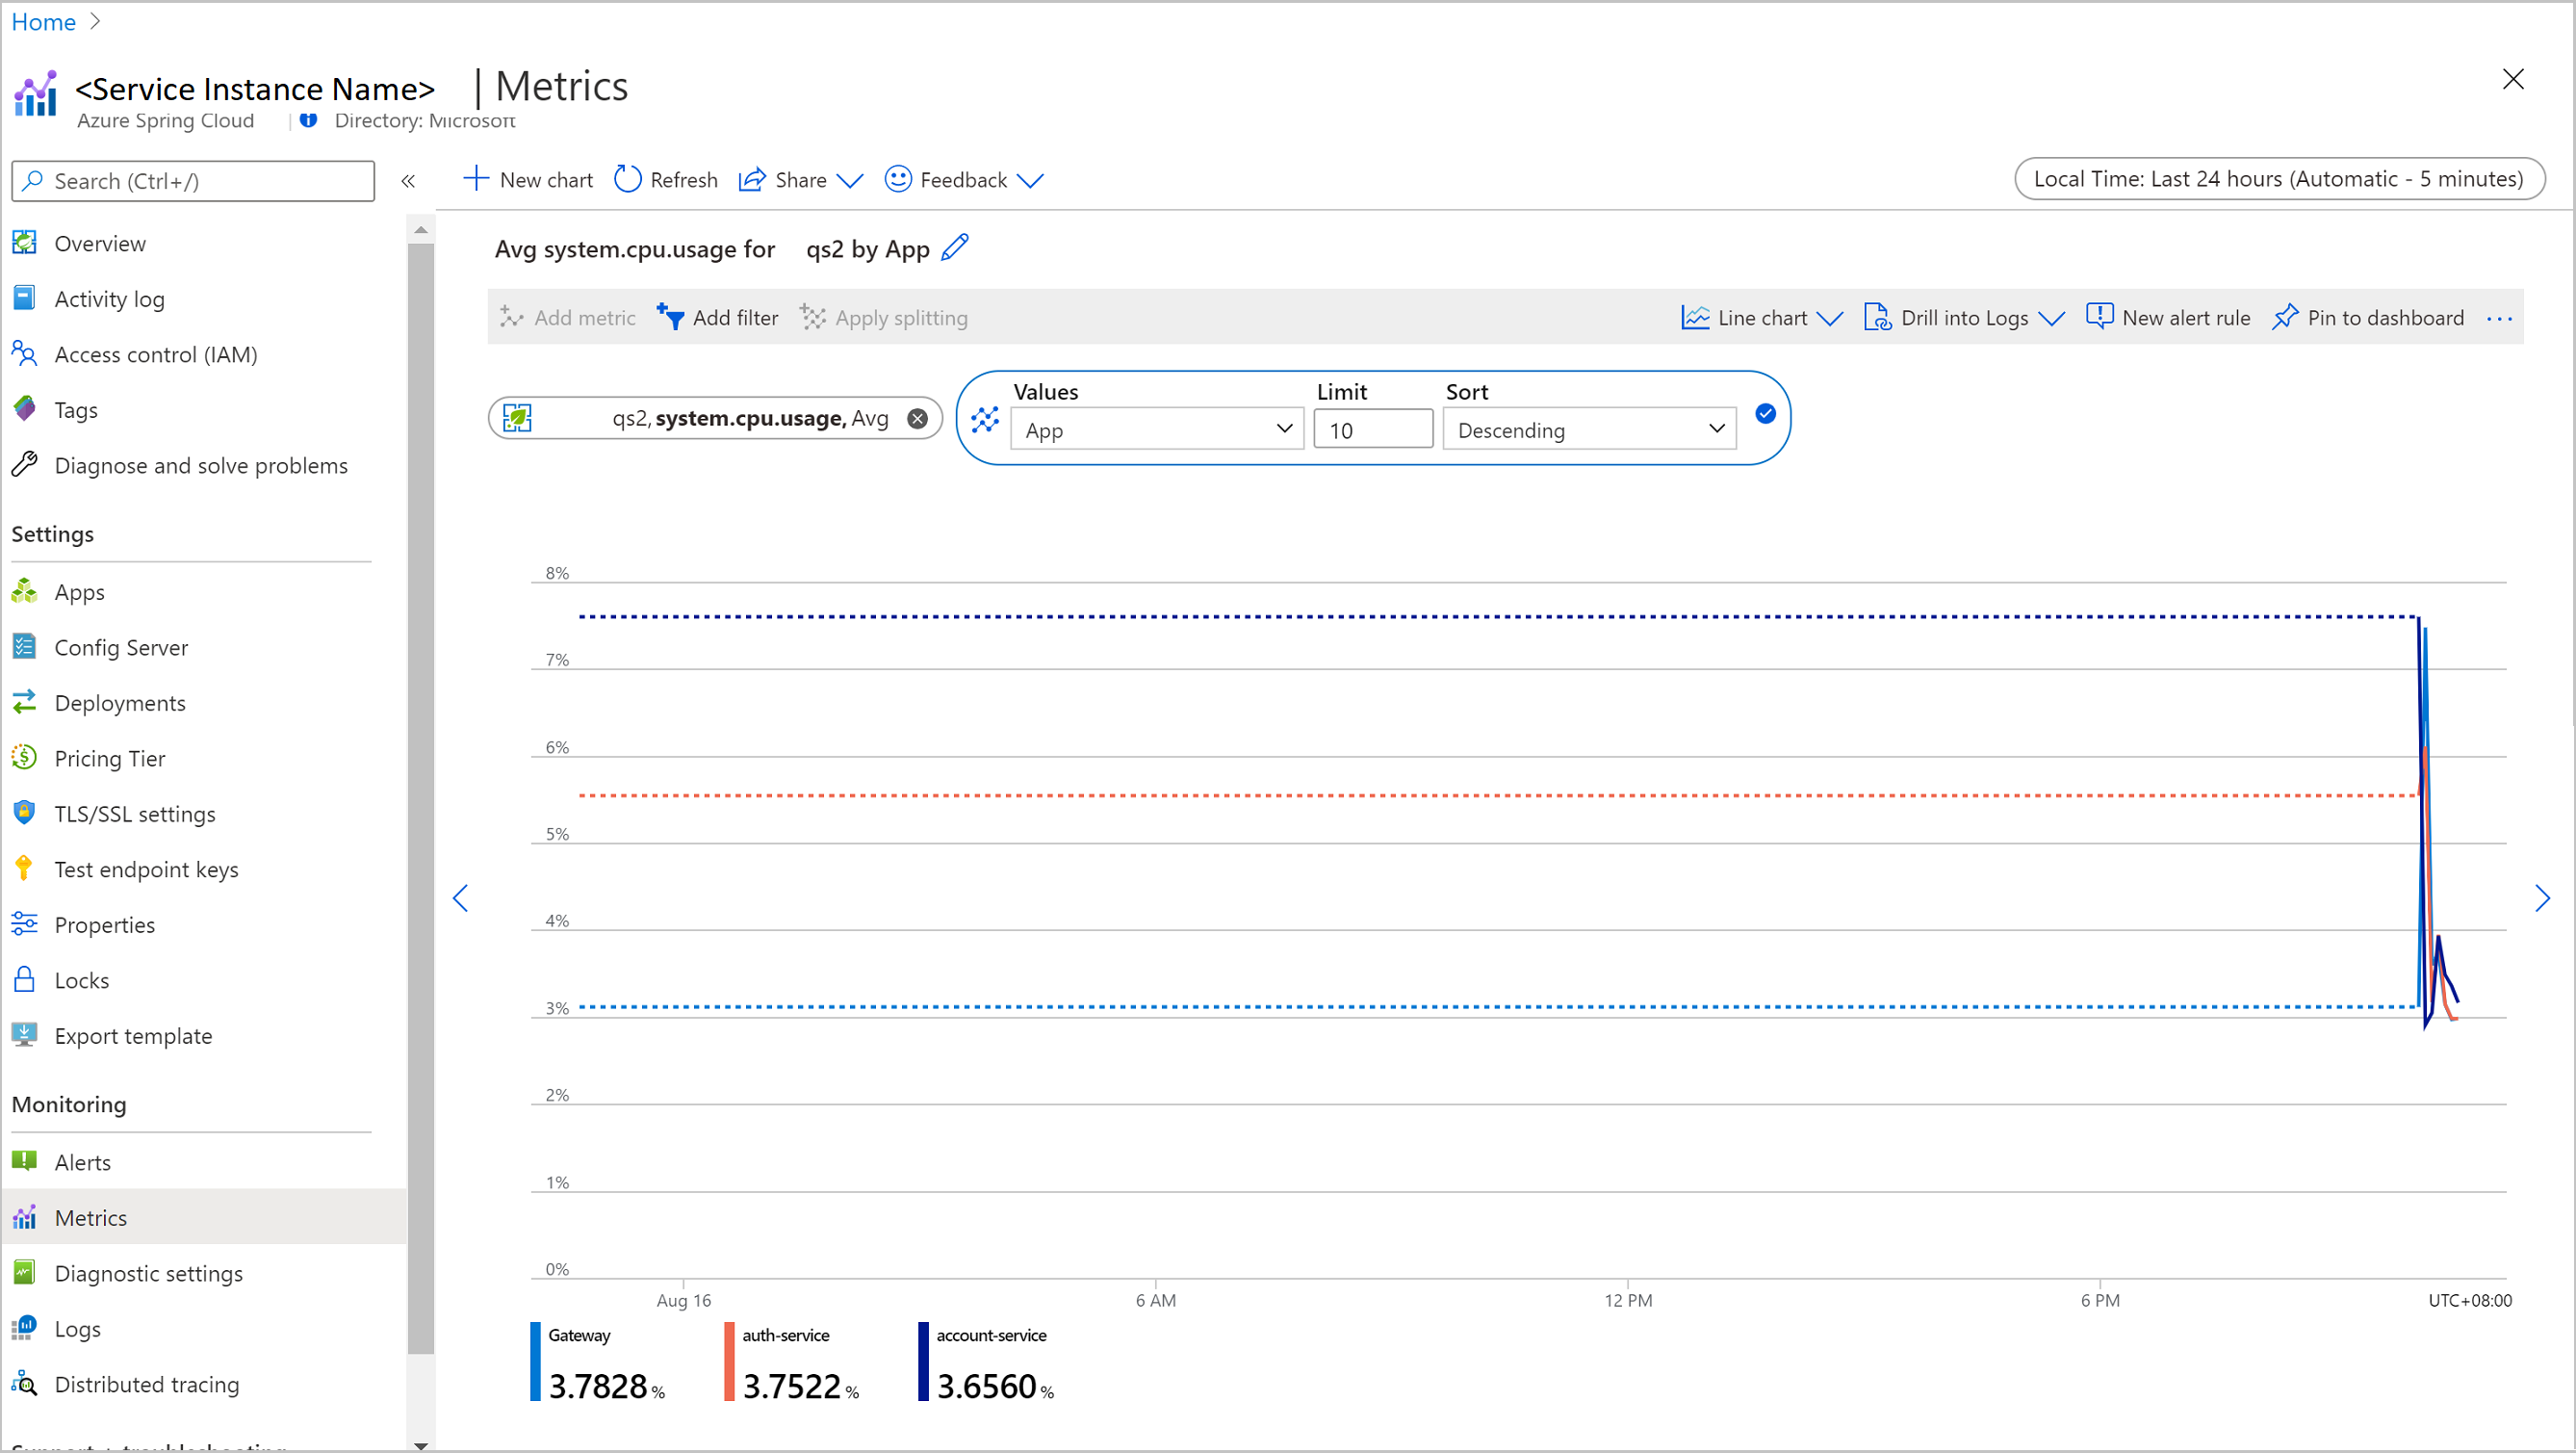 Home
<Service Instance Name> | Metrics
Azure Spring Cloud | Directory: Microsoft
Search (Ctrl+/)
«
New chart
Refresh
Share
Feedback
Local Time: Last 24 hours (Automatic - 5 minutes)
Overview
Activity log
Access control (IAM)
Tags
Diagnose and solve problems
Settings
Apps
Config Server
Deployments
Pricing Tier
TLS/SSL settings
Test endpoint keys
Properties
Locks
Export template
Monitoring
Alerts
Metrics
Diagnostic settings
Logs
Distributed tracing
Support + troubleshooting
Avg system.cpu.usage for qs2 by App
Add metric
Add filter
Apply splitting
Line chart
Drill into Logs
New alert rule
Pin to dashboard
...
qs2, system.cpu.usage, Avg
Values
App
Limit
10
Sort
Descending
8%
7%
6%
5%
4%
3%
2%
1%
0%
Aug 16
6 AM
12 PM
6 PM
UTC+08:00
Gateway
3.7828 %
auth-service
3.7522 %
account-service
3.6560 %